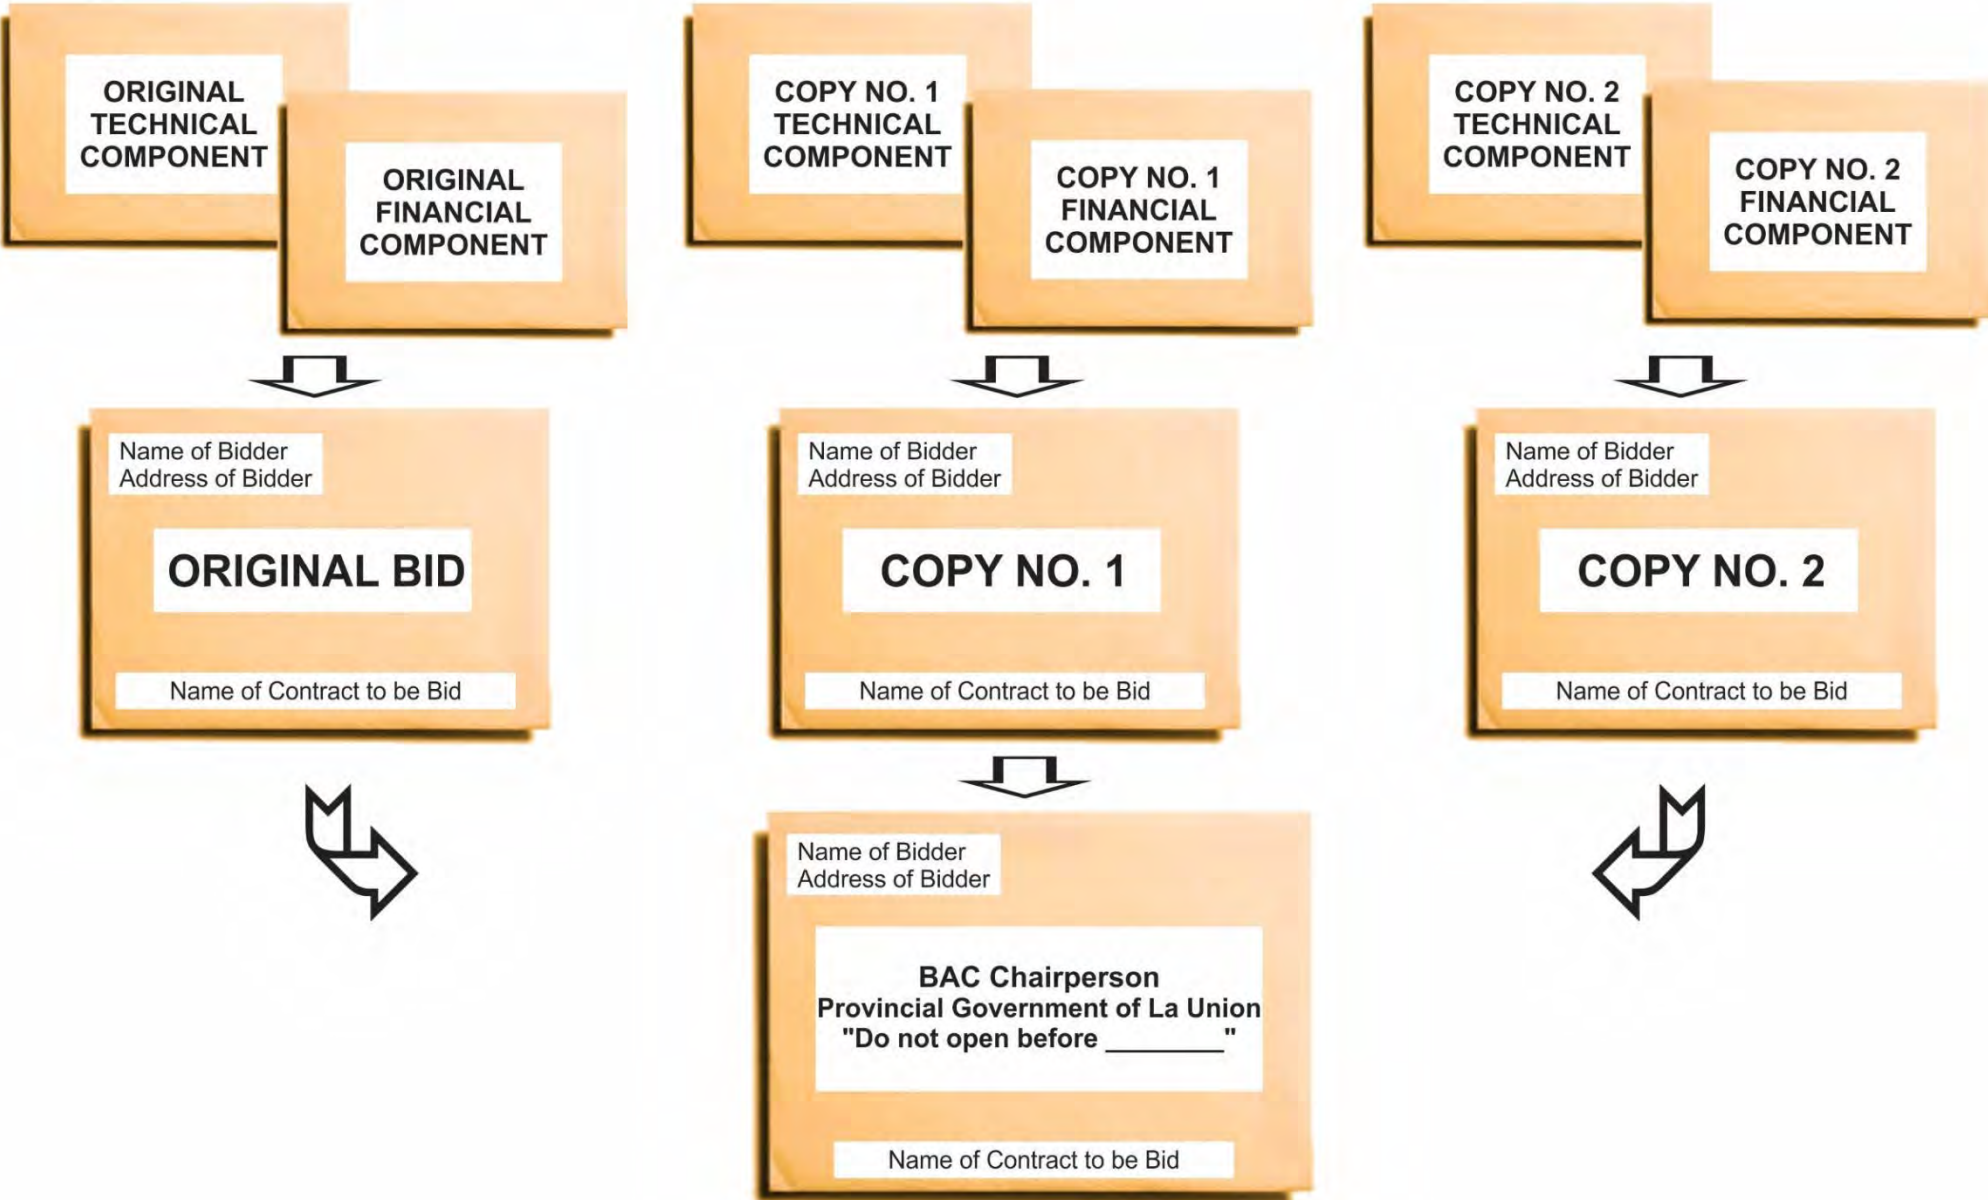 ORIGINAL
TECHNICAL
COMPONENT
ORIGINAL
FINANCIAL
COMPONENT
COPY NO. 1
TECHNICAL
COMPONENT
COPY NO. 1
FINANCIAL
COMPONENT
COPY NO. 2
TECHNICAL
COMPONENT
COPY NO. 2
FINANCIAL
COMPONENT
Name of Bidder
Address of Bidder
ORIGINAL BID
Name of Contract to be Bid
Name of Bidder
Address of Bidder
COPY NO. 1
Name of Contract to be Bid
Name of Bidder
Address of Bidder
COPY NO. 2
Name of Contract to be Bid
Name of Bidder
Address of Bidder
BAC Chairperson
Provincial Government of La Union
"Do not open before ________"
Name of Contract to be Bid